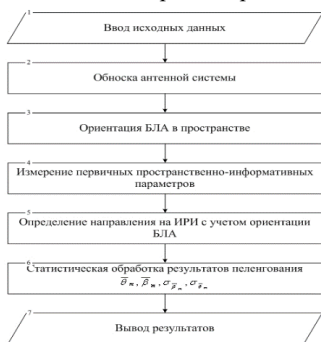 1
Ввод исходных данных
2
Обноска антенной системы
3
Ориентация БЛА в пространстве
4
Измерение первичных пространственно-информативных
параметров
5
Определение направления на ИРИ с учетом ориентации
БЛА
6
Статистическая обработка результатов пеленгования
7
Вывод результатов